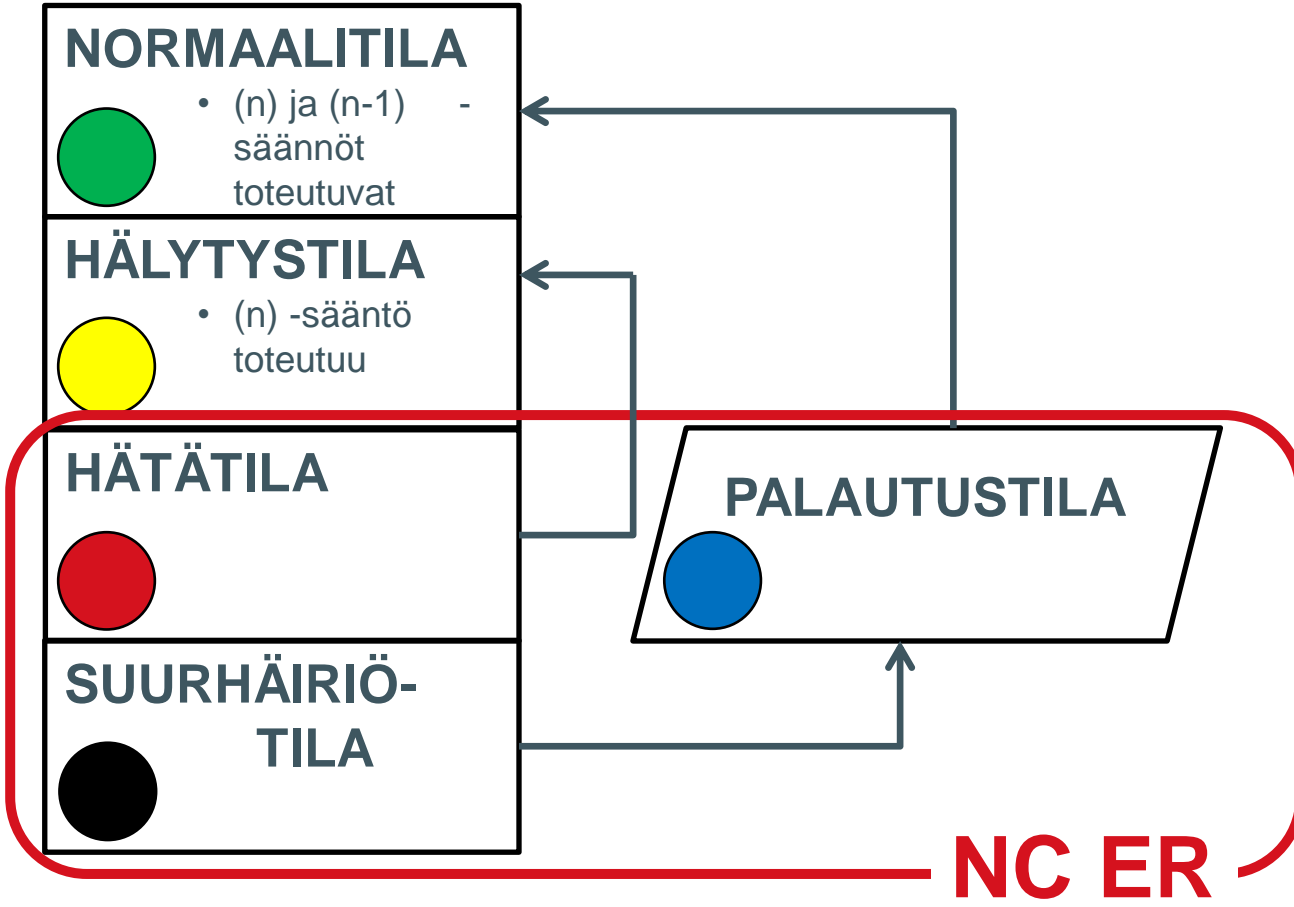 NORMAALITILA
• (n) ja (n-1) -
säännöt
toteutuvat
HÄLYTYSTILA
• (n) -sääntö
toteutuu
HÄTÄTILA
PALAUTUSTILA
SUURHÄIRIÖ-
TILA
NC ER